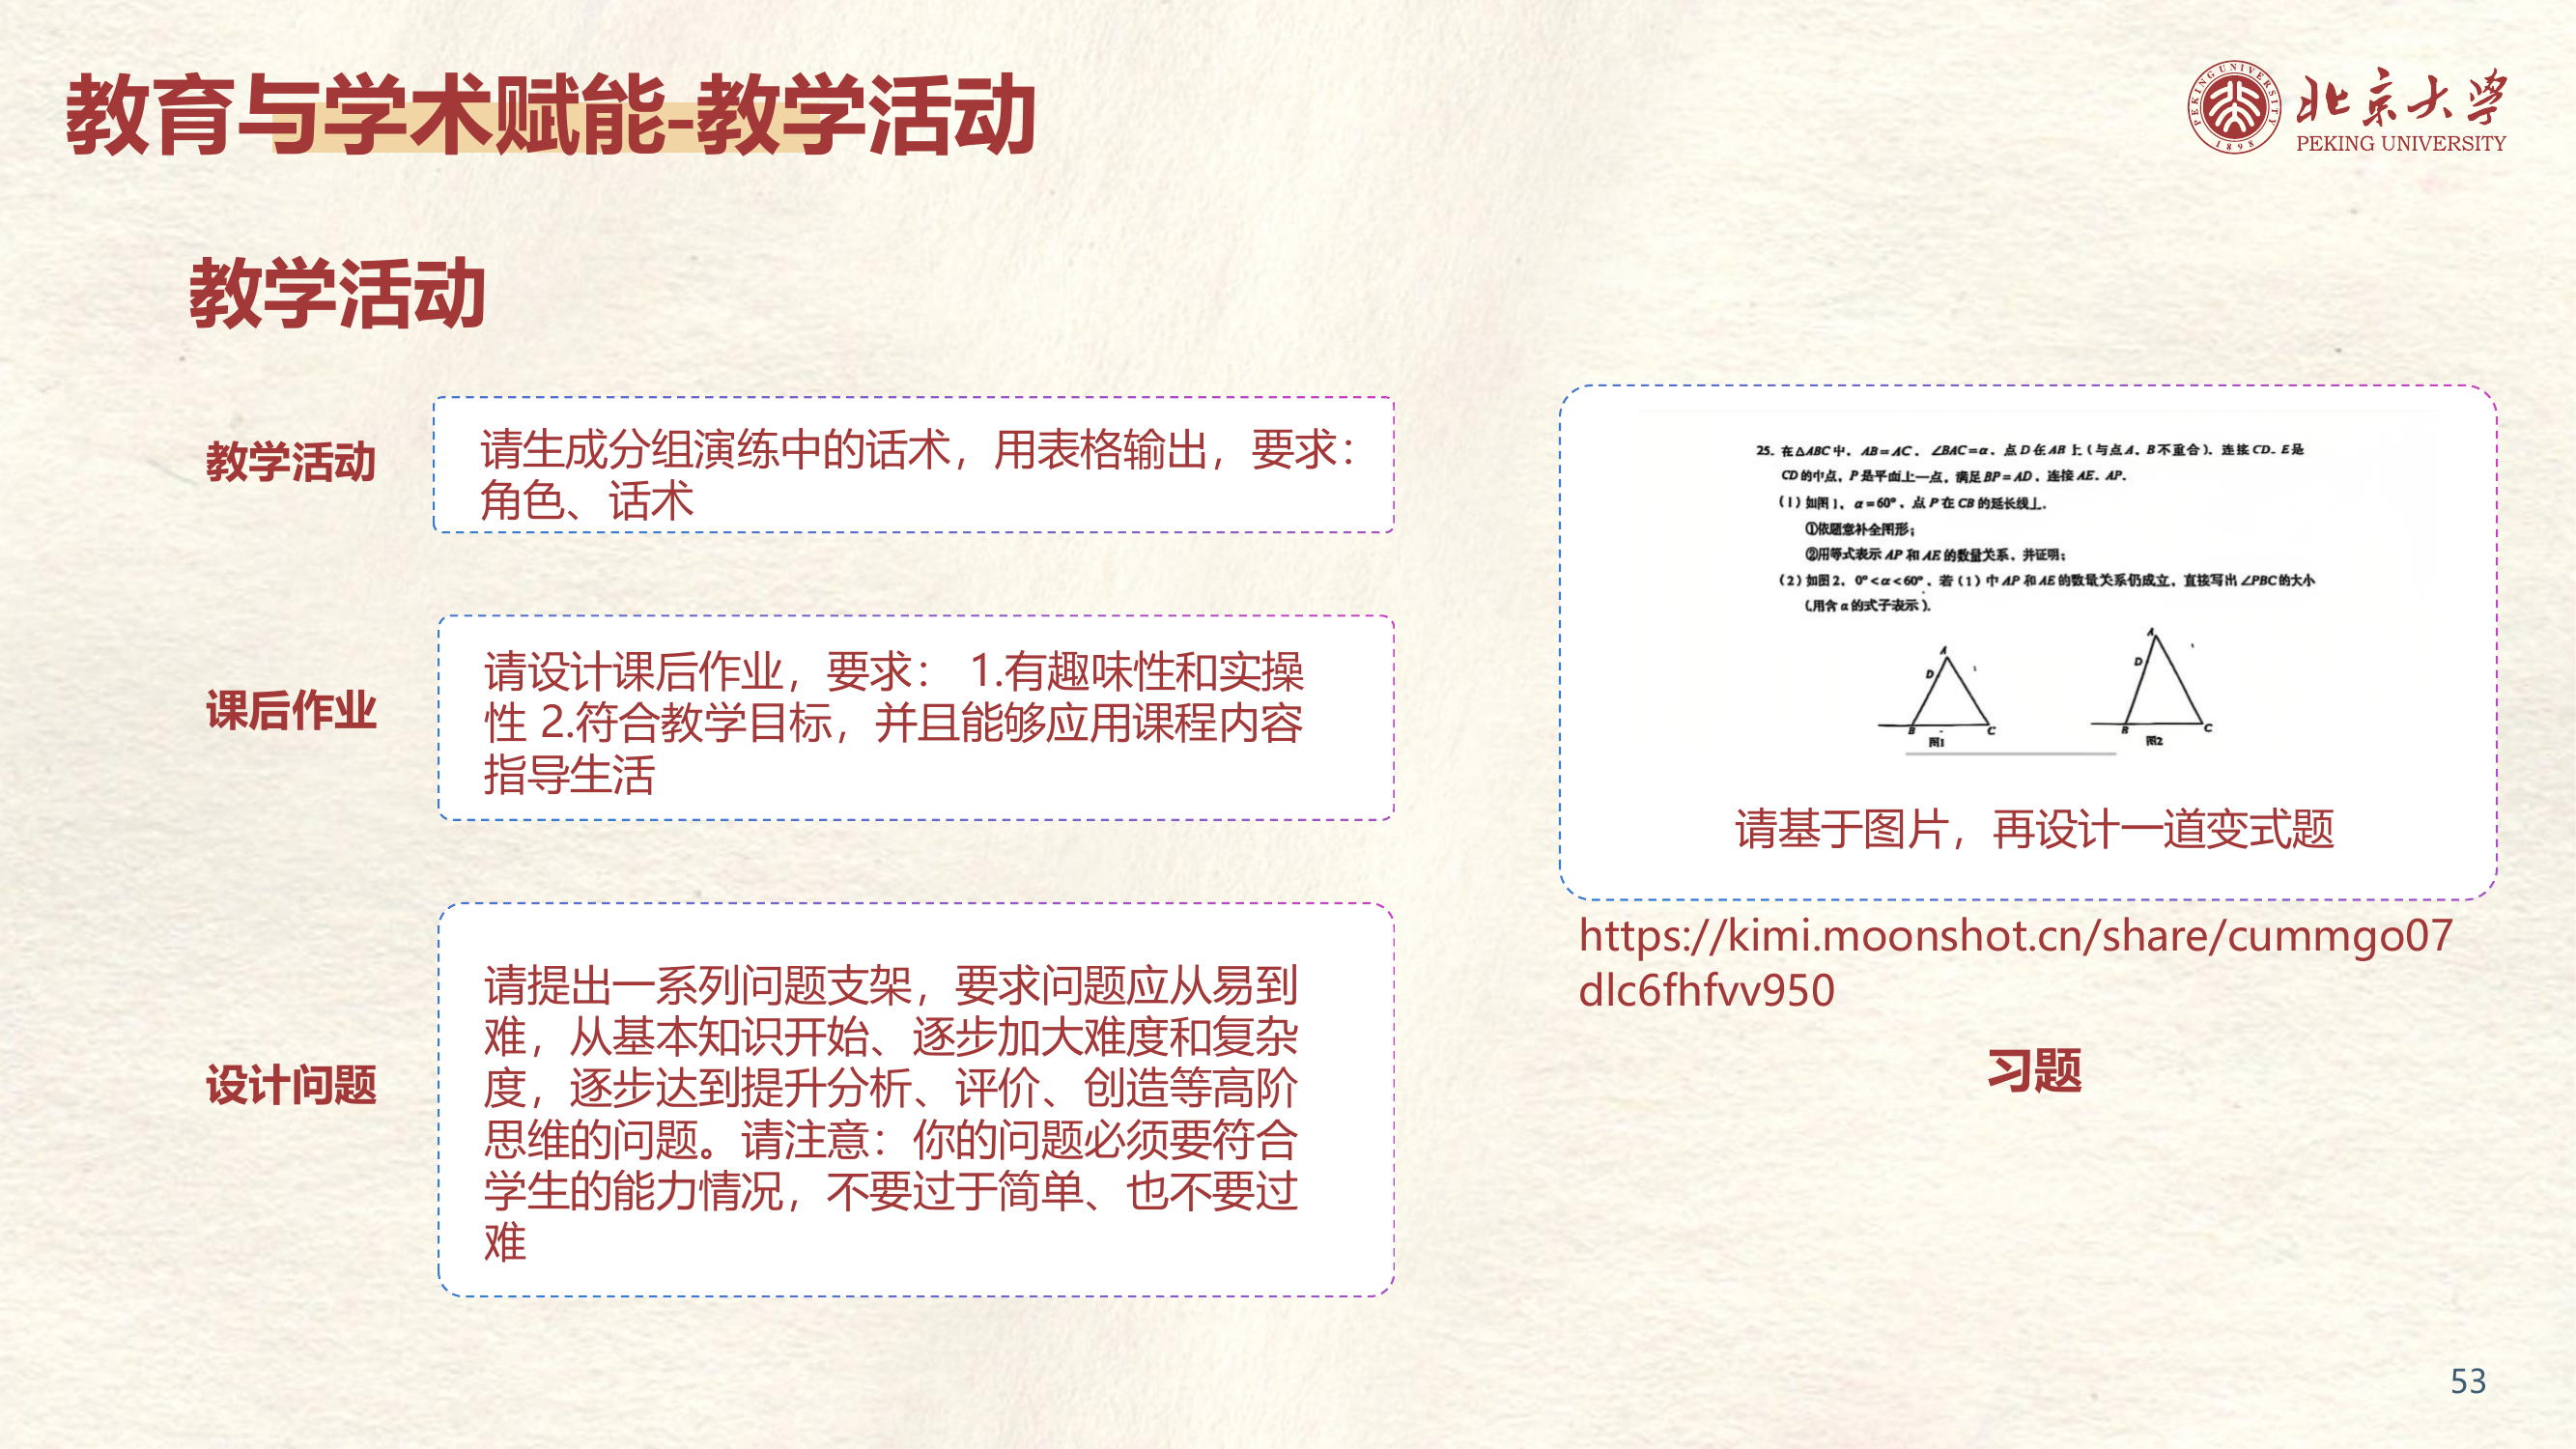 教育与学术赋能-教学活动
PEKING UNIVERSITY
1898
北京大学
PEKING UNIVERSITY
教学活动
教学活动
请生成分组演练中的话术，用表格输出，要求：
角色、话术
课后作业
请设计课后作业，要求： 1.有趣味性和实操
性 2.符合教学目标，并且能够应用课程内容
指导生活
设计问题
请提出一系列问题支架，要求问题应从易到
难，从基本知识开始、逐步加大难度和复杂
度，逐步达到提升分析、评价、创造等高阶
思维的问题。请注意：你的问题必须要符合
学生的能力情况，不要过于简单、也不要过
难
25. 在△ABC中，AB=AC，∠BAC=α，点D在AB上（与点A，B不重合），连接CD，E是
CD的中点，P是平面上一点，满足BP=AD，连接AE，AP.
（1）如图1，α=60°，点P在CB的延长线上.
①依题意补全图形；
②用等式表示AP和AE的数量关系，并证明；
（2）如图2，0°<α<60°，若（1）中AP和AE的数量关系仍成立，直接写出∠PBC的大小
（用含α的式子表示）.
A
D
B
C
图1
A
D
B
C
图2
请基于图片，再设计一道变式题
https://kimi.moonshot.cn/share/cummgo07
dlc6fhfvv950
习题
53